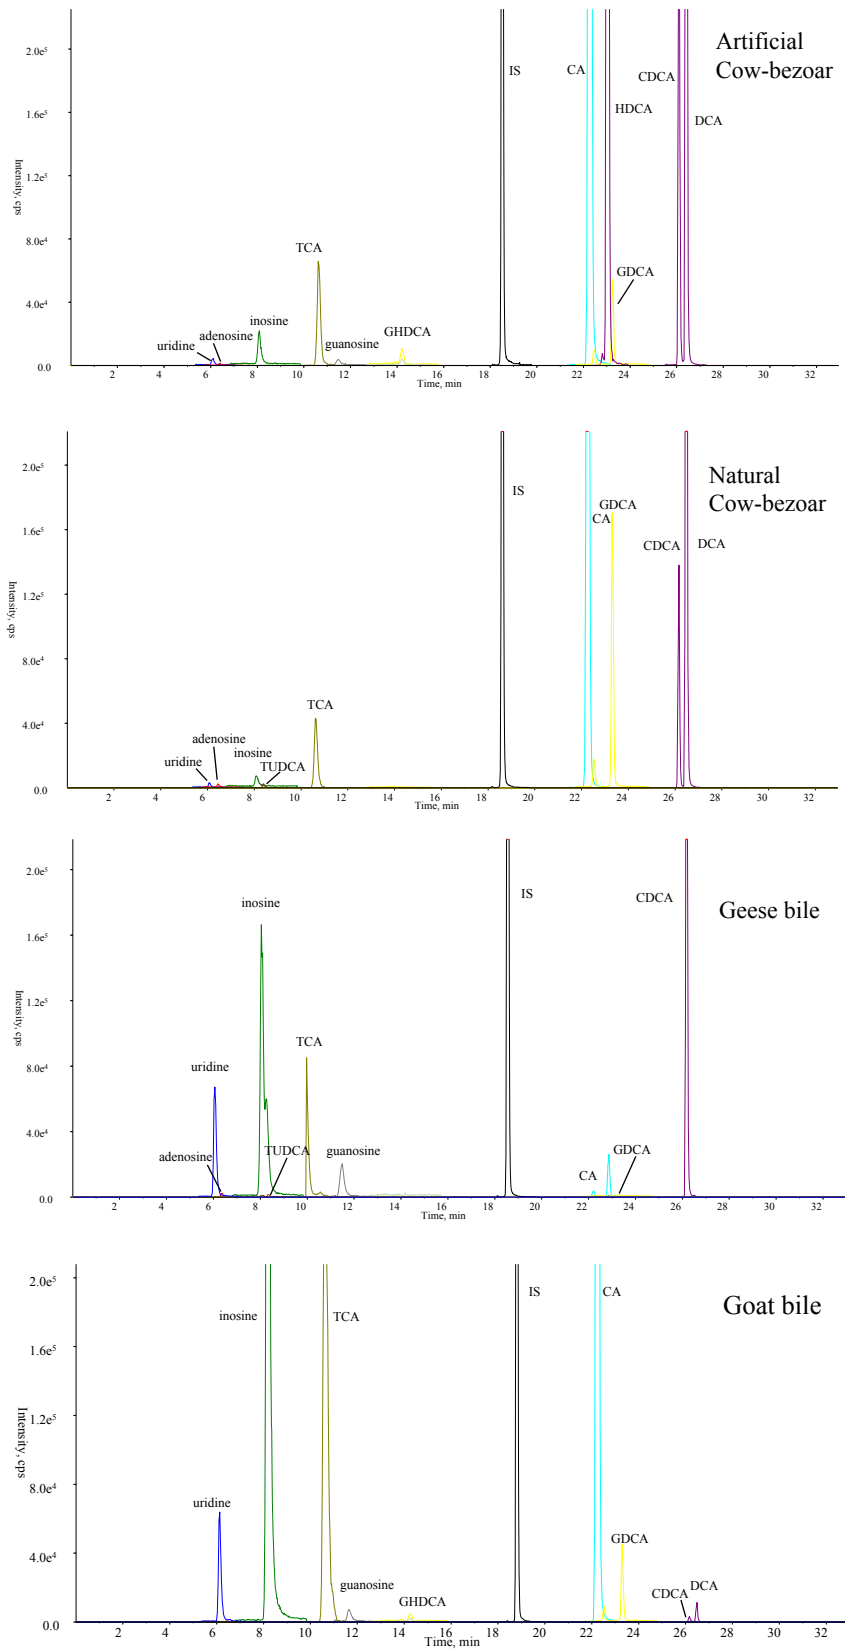 Artificial
Cow-bezoar
2.0e⁵
IS
CA
CDCA
HDCA
DCA
1.6e⁵
Intensity, cps
1.2e⁵
8.0e⁴
TCA
GDCA
4.0e⁴
inosine
adenosine
uridine
guanosine
GHDCA
0.0
2 4 6 8 10 12 14 16 18 20 22 24 26 28 30 32
Time, min
Natural
Cow-bezoar
2.0e⁵
IS
GDCA
CA
CDCA
DCA
1.6e⁵
Intensity, cps
1.2e⁵
8.0e⁴
TCA
4.0e⁴
adenosine
inosine
uridine
TUDCA
0.0
2 4 6 8 10 12 14 16 18 20 22 24 26 28 30 32
Time, min
2.0e⁵
inosine
IS
CDCA
Geese bile
1.6e⁵
Intensity, cps
1.2e⁵
8.0e⁴
TCA
uridine
4.0e⁴
adenosine
TUDCA
guanosine
CA
GDCA
0.0
2 4 6 8 10 12 14 16 18 20 22 24 26 28 30 32
Time, min
2.0e⁵
inosine
TCA
IS
CA
Goat bile
1.6e⁵
Intensity, cps
1.2e⁵
8.0e⁴
uridine
4.0e⁴
GDCA
guanosine
GHDCA
CDCA
DCA
0.0
2 4 6 8 10 12 14 16 18 20 22 24 26 28 30 32
Time, min